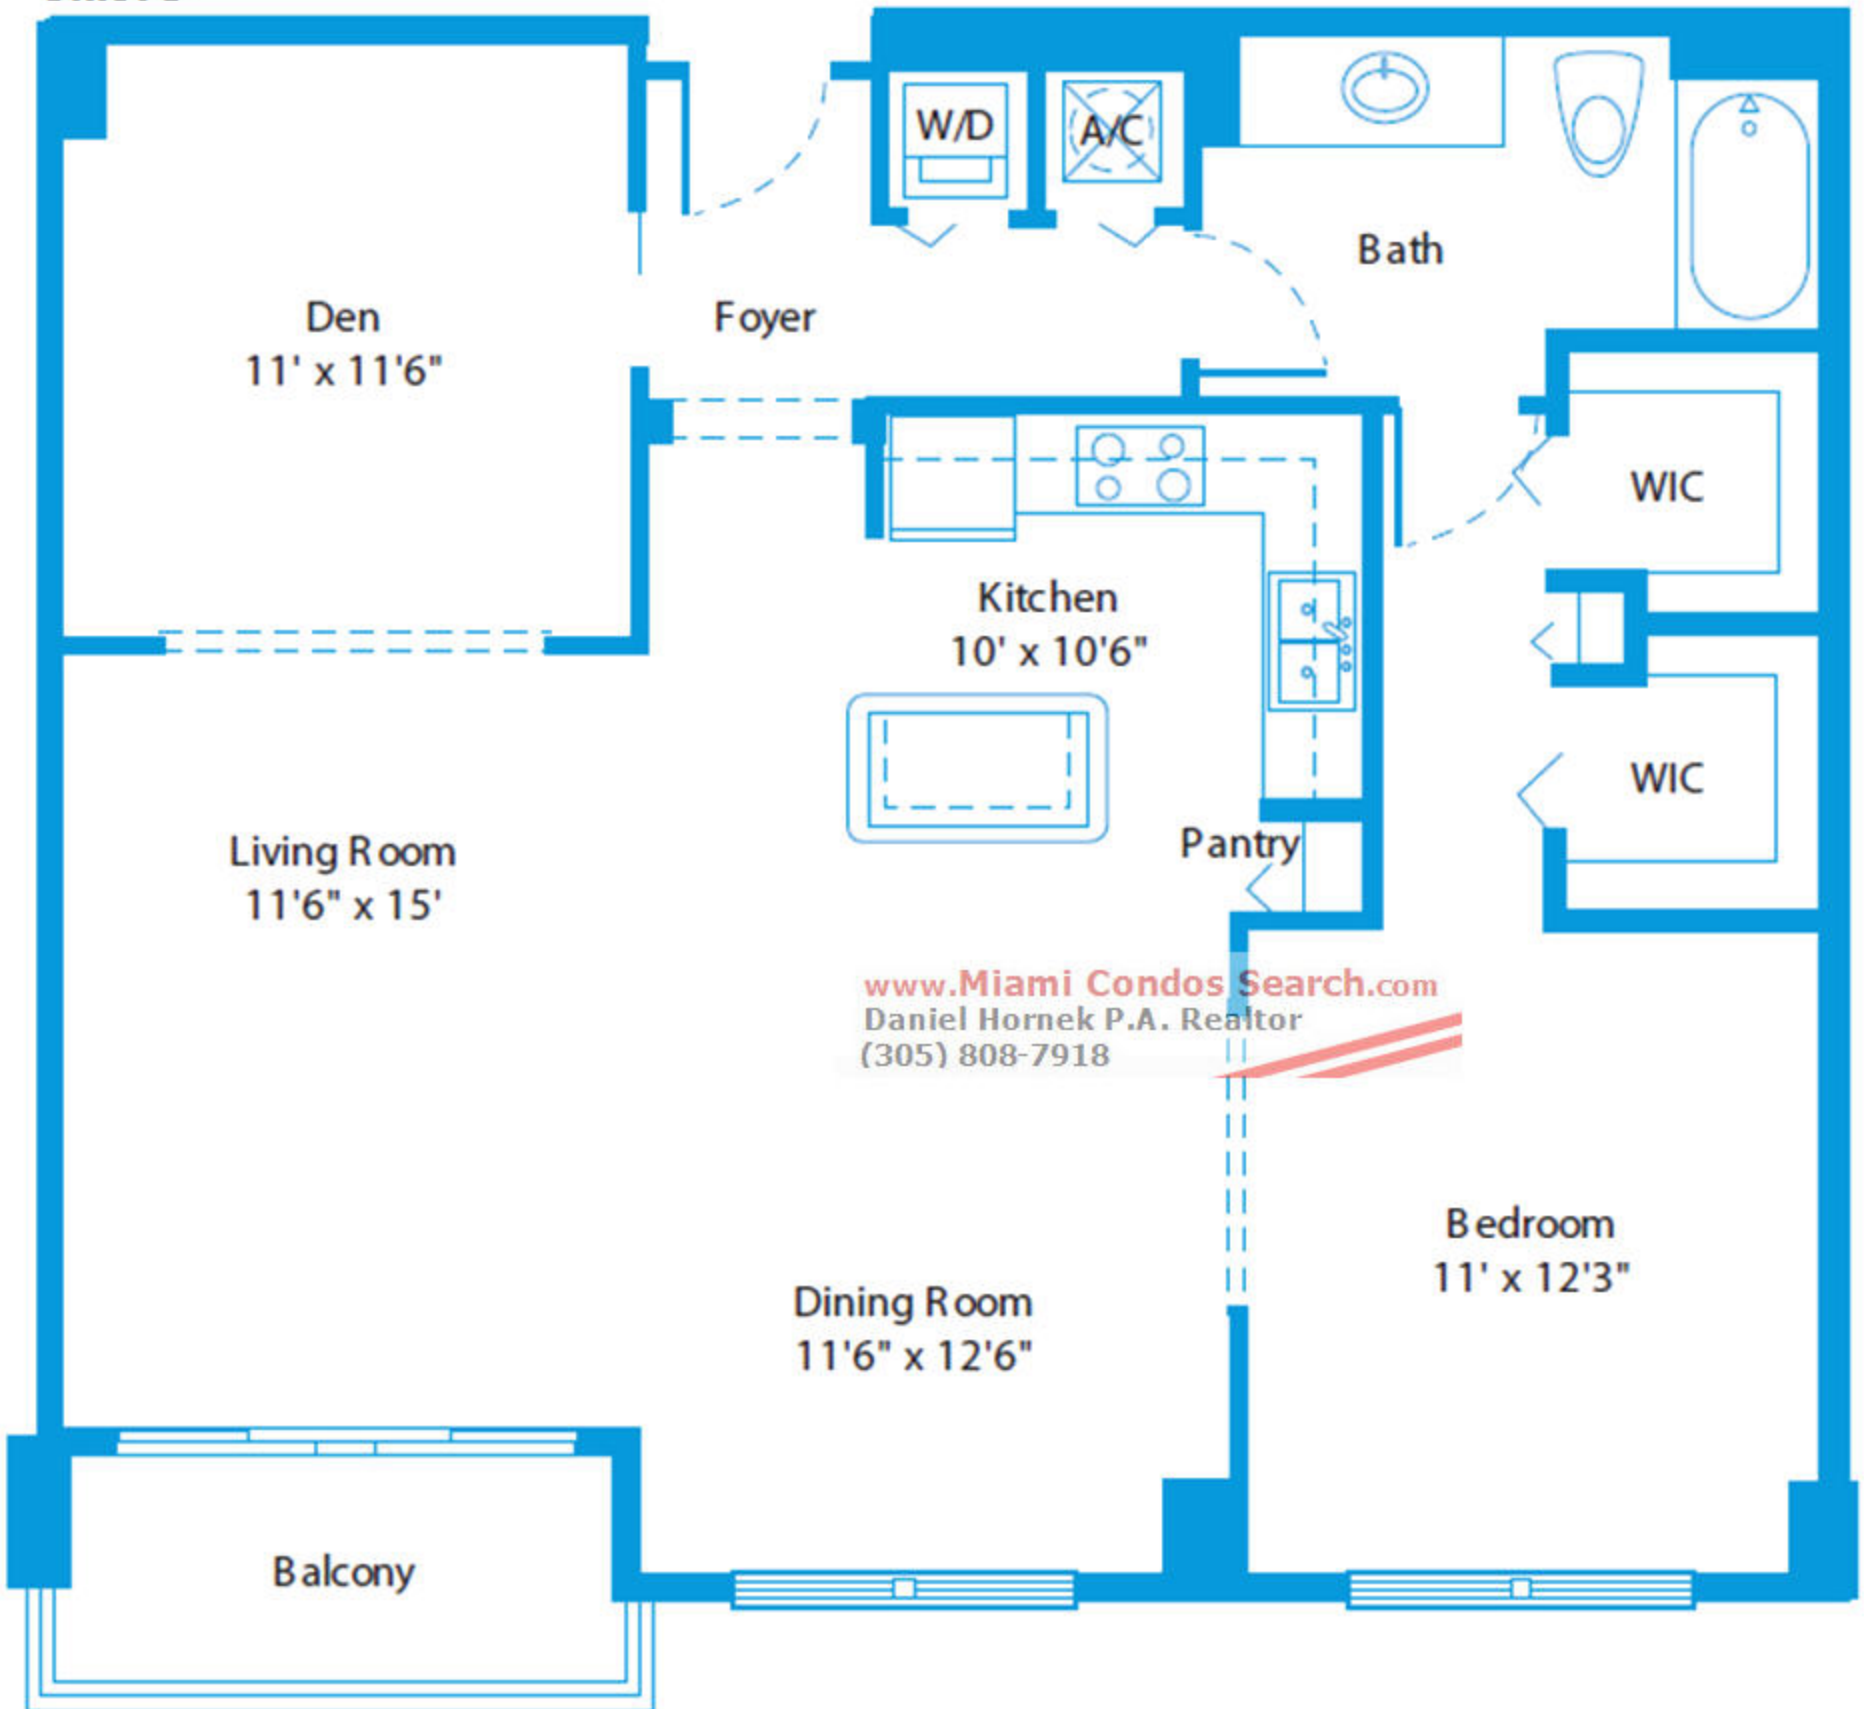 W/D
A/C
Bath
Den
11' x 11'6"
Foyer
WIC
Kitchen
10' x 10'6"
WIC
Pantry
Living Room
11'6" x 15'
www.Miami Condos Search.com
Daniel Hornek P.A. Realtor
(305) 808-7918
Bedroom
11' x 12'3"
Dining Room
11'6" x 12'6"
Balcony